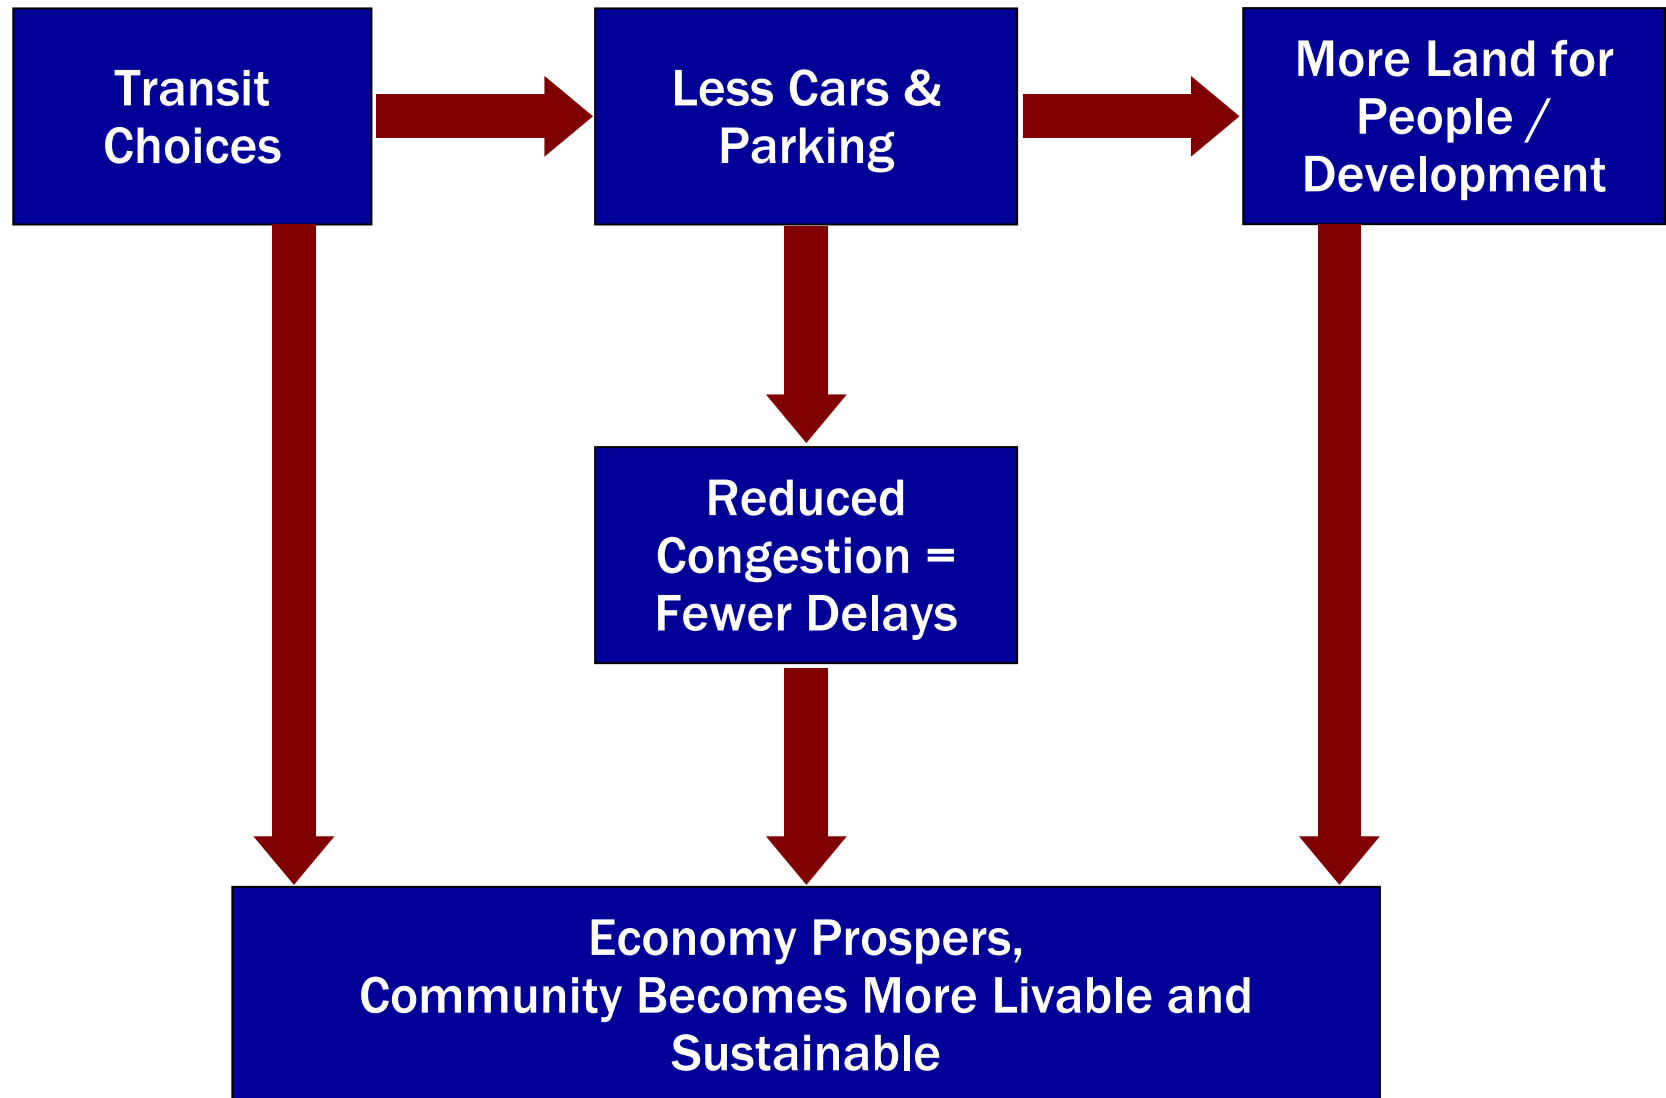 Transit
Choices
Less Cars &
Parking
More Land for
People /
Development
Reduced
Congestion =
Fewer Delays
Economy Prospers,
Community Becomes More Livable and
Sustainable